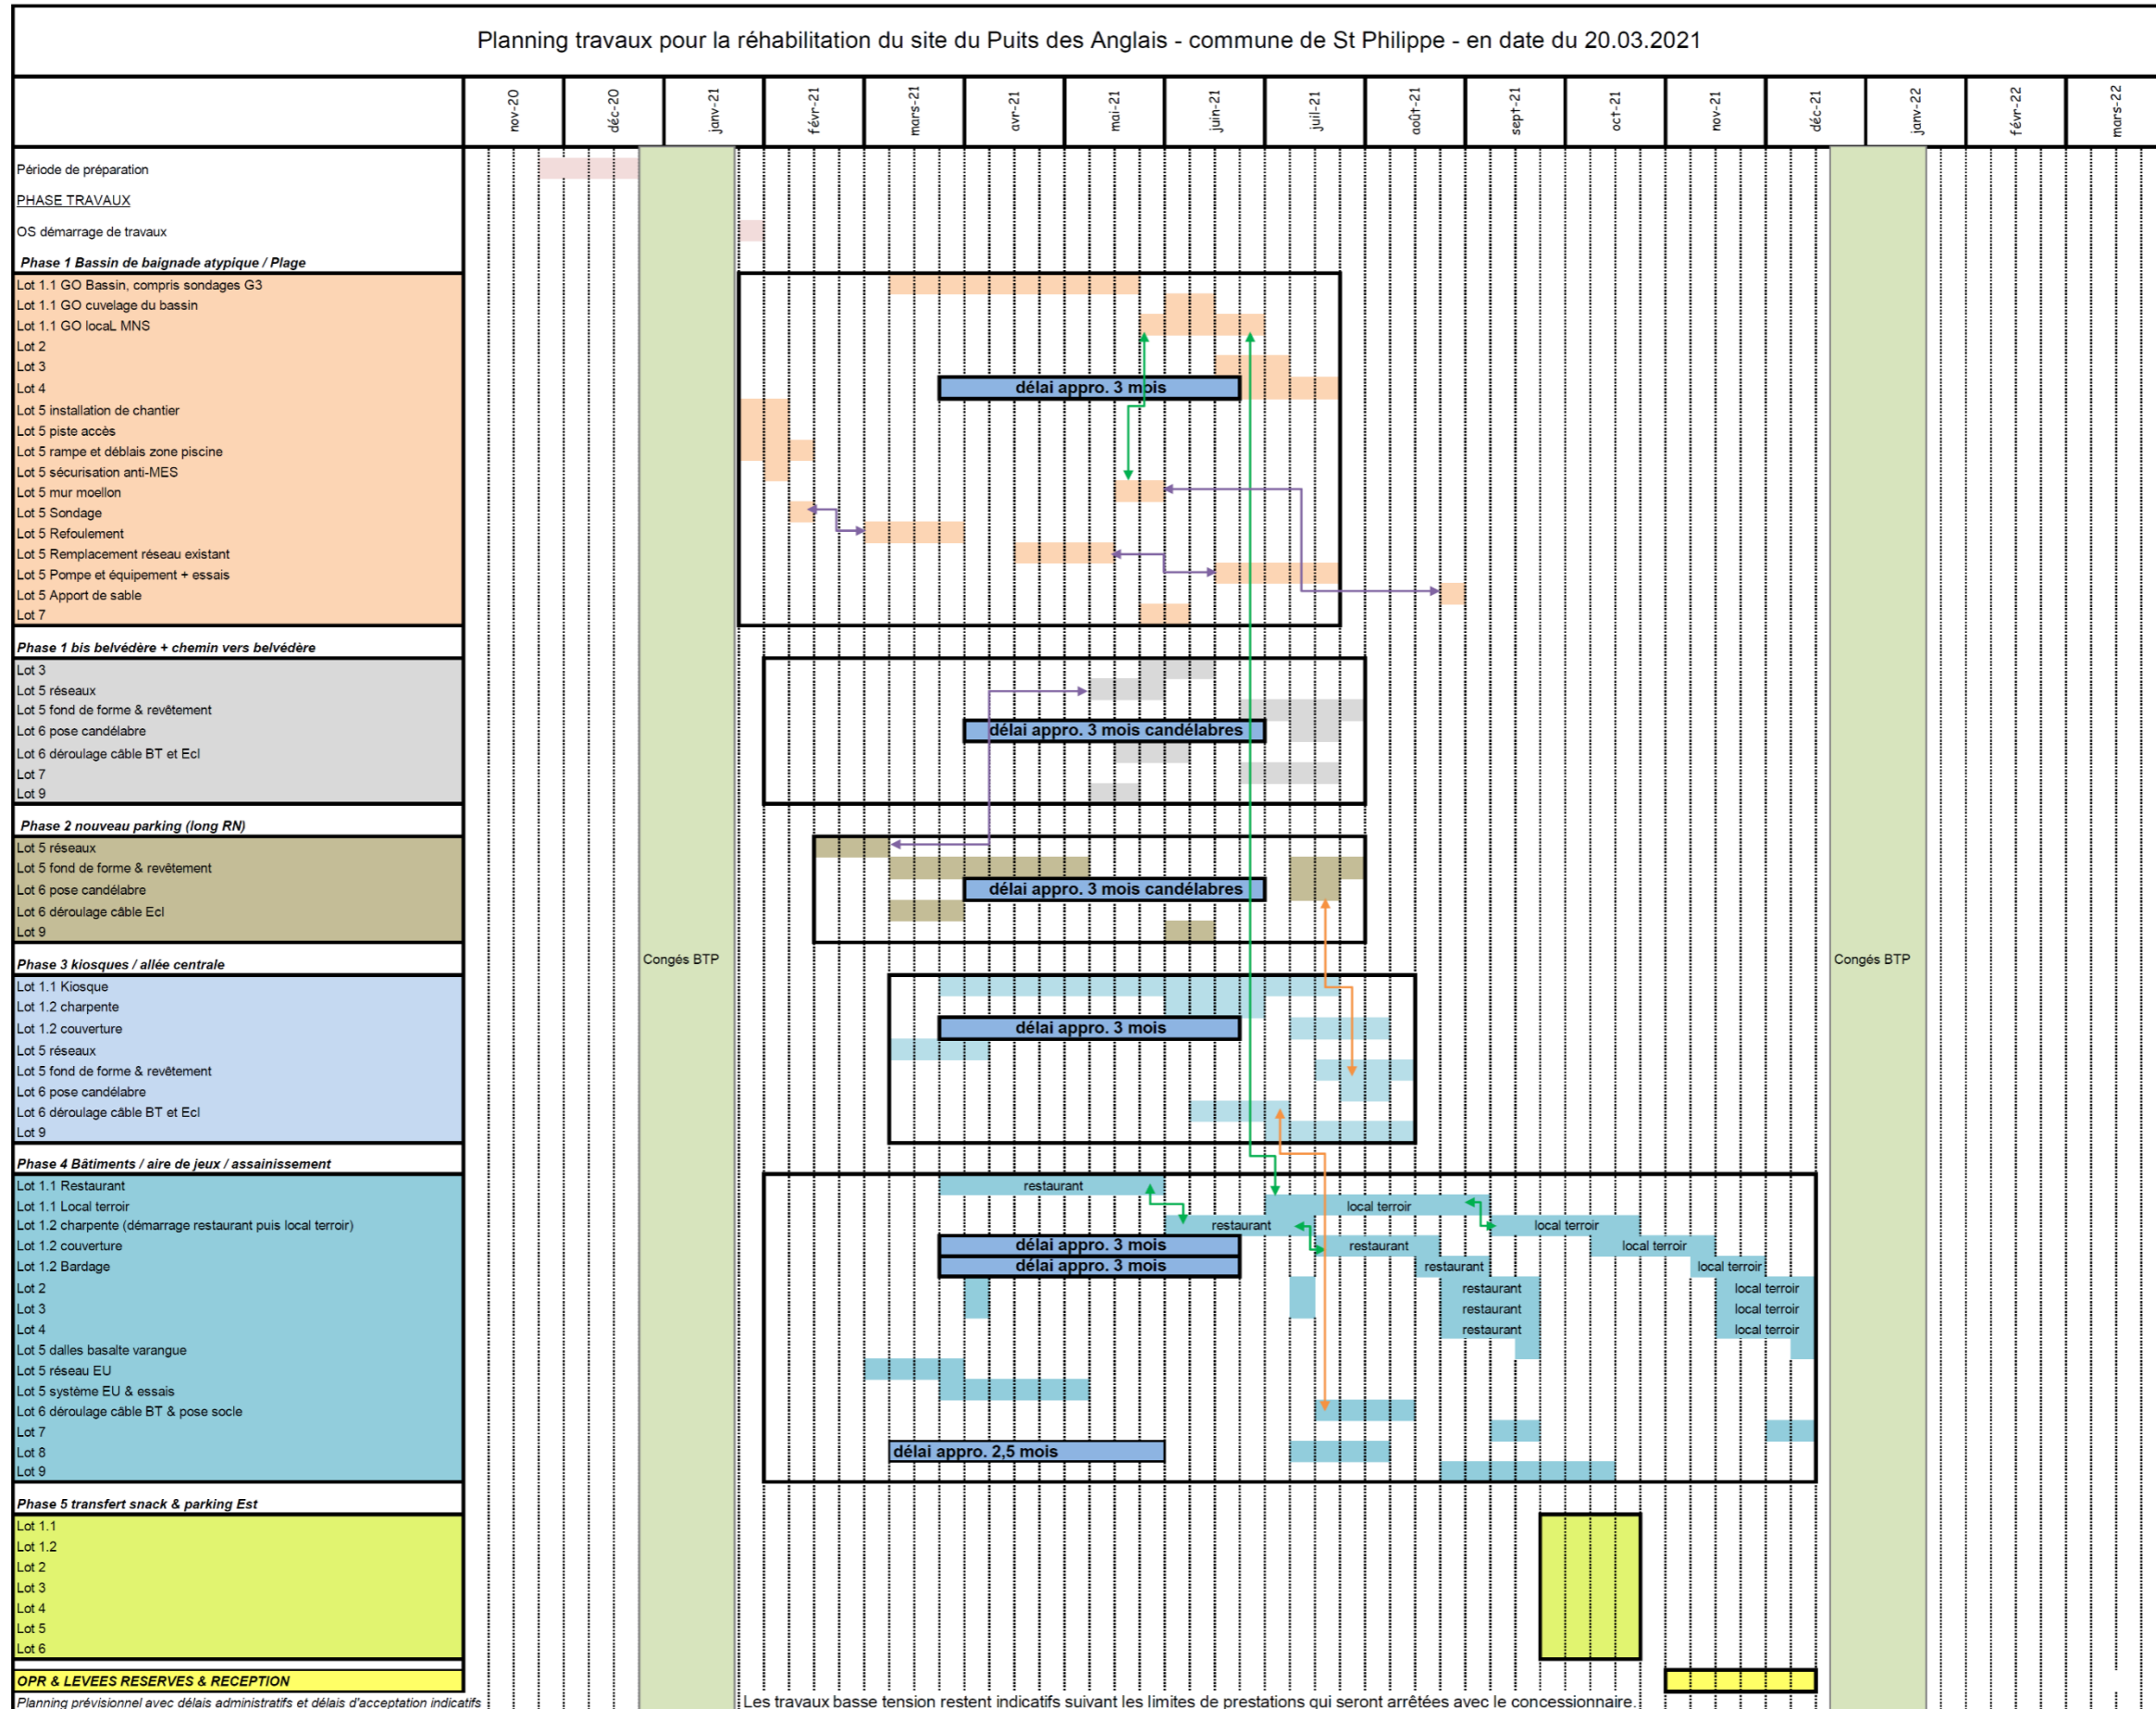 Planning travaux pour la réhabilitation du site du Puits des Anglais - commune de St Philippe - en date du 20.03.2021
nov-20
déc-20
janv-21
févr-21
mars-21
avr-21
mai-21
juin-21
juil-21
août-21
sept-21
oct-21
nov-21
déc-21
janv-22
févr-22
mars-22
Période de préparation
PHASE TRAVAUX
OS démarrage de travaux
Phase 1 Bassin de baignade atypique / Plage
Lot 1.1 GO Bassin, compris sondages G3
Lot 1.1 GO cuvelage du bassin
Lot 1.1 GO locaL MNS
Lot 2
Lot 3
Lot 4 délai appro. 3 mois
Lot 5 installation de chantier
Lot 5 piste accès
Lot 5 rampe et déblais zone piscine
Lot 5 sécurisation anti-MES
Lot 5 mur moellon
Lot 5 Sondage
Lot 5 Refoulement
Lot 5 Remplacement réseau existant
Lot 5 Pompe et équipement + essais
Lot 5 Apport de sable
Lot 7
Phase 1 bis belvédère + chemin vers belvédère
Lot 3
Lot 5 réseaux
Lot 5 fond de forme & revêtement
Lot 6 pose candélabre délai appro. 3 mois candélabres
Lot 6 déroulage câble BT et Ecl
Lot 7
Lot 9
Phase 2 nouveau parking (long RN)
Lot 5 réseaux
Lot 5 fond de forme & revêtement
Lot 6 pose candélabre délai appro. 3 mois candélabres
Lot 6 déroulage câble Ecl
Lot 9
Congés BTP Congés BTP
Phase 3 kiosques / allée centrale
Lot 1.1 Kiosque
Lot 1.2 charpente
Lot 1.2 couverture délai appro. 3 mois
Lot 5 réseaux
Lot 5 fond de forme & revêtement
Lot 6 pose candélabre
Lot 6 déroulage câble BT et Ecl
Lot 9
Phase 4 Bâtiments / aire de jeux / assainissement
Lot 1.1 Restaurant restaurant
Lot 1.1 Local terroir local terroir
Lot 1.2 charpente (démarrage restaurant puis local terroir) restaurant local terroir
Lot 1.2 couverture délai appro. 3 mois restaurant local terroir
Lot 1.2 Bardage délai appro. 3 mois restaurant local terroir
Lot 2 restaurant local terroir
Lot 3 restaurant local terroir
Lot 4 restaurant local terroir
Lot 5 dalles basalte varangue
Lot 5 réseau EU
Lot 5 système EU & essais
Lot 6 déroulage câble BT & pose socle
Lot 7
Lot 8 délai appro. 2,5 mois
Lot 9
Phase 5 transfert snack & parking Est
Lot 1.1
Lot 1.2
Lot 2
Lot 3
Lot 4
Lot 5
Lot 6
OPR & LEVEES RESERVES & RECEPTION
Planning prévisionnel avec délais administratifs et délais d'acceptation indicatifs
Les travaux basse tension restent indicatifs suivant les limites de prestations qui seront arrêtées avec le concessionnaire.